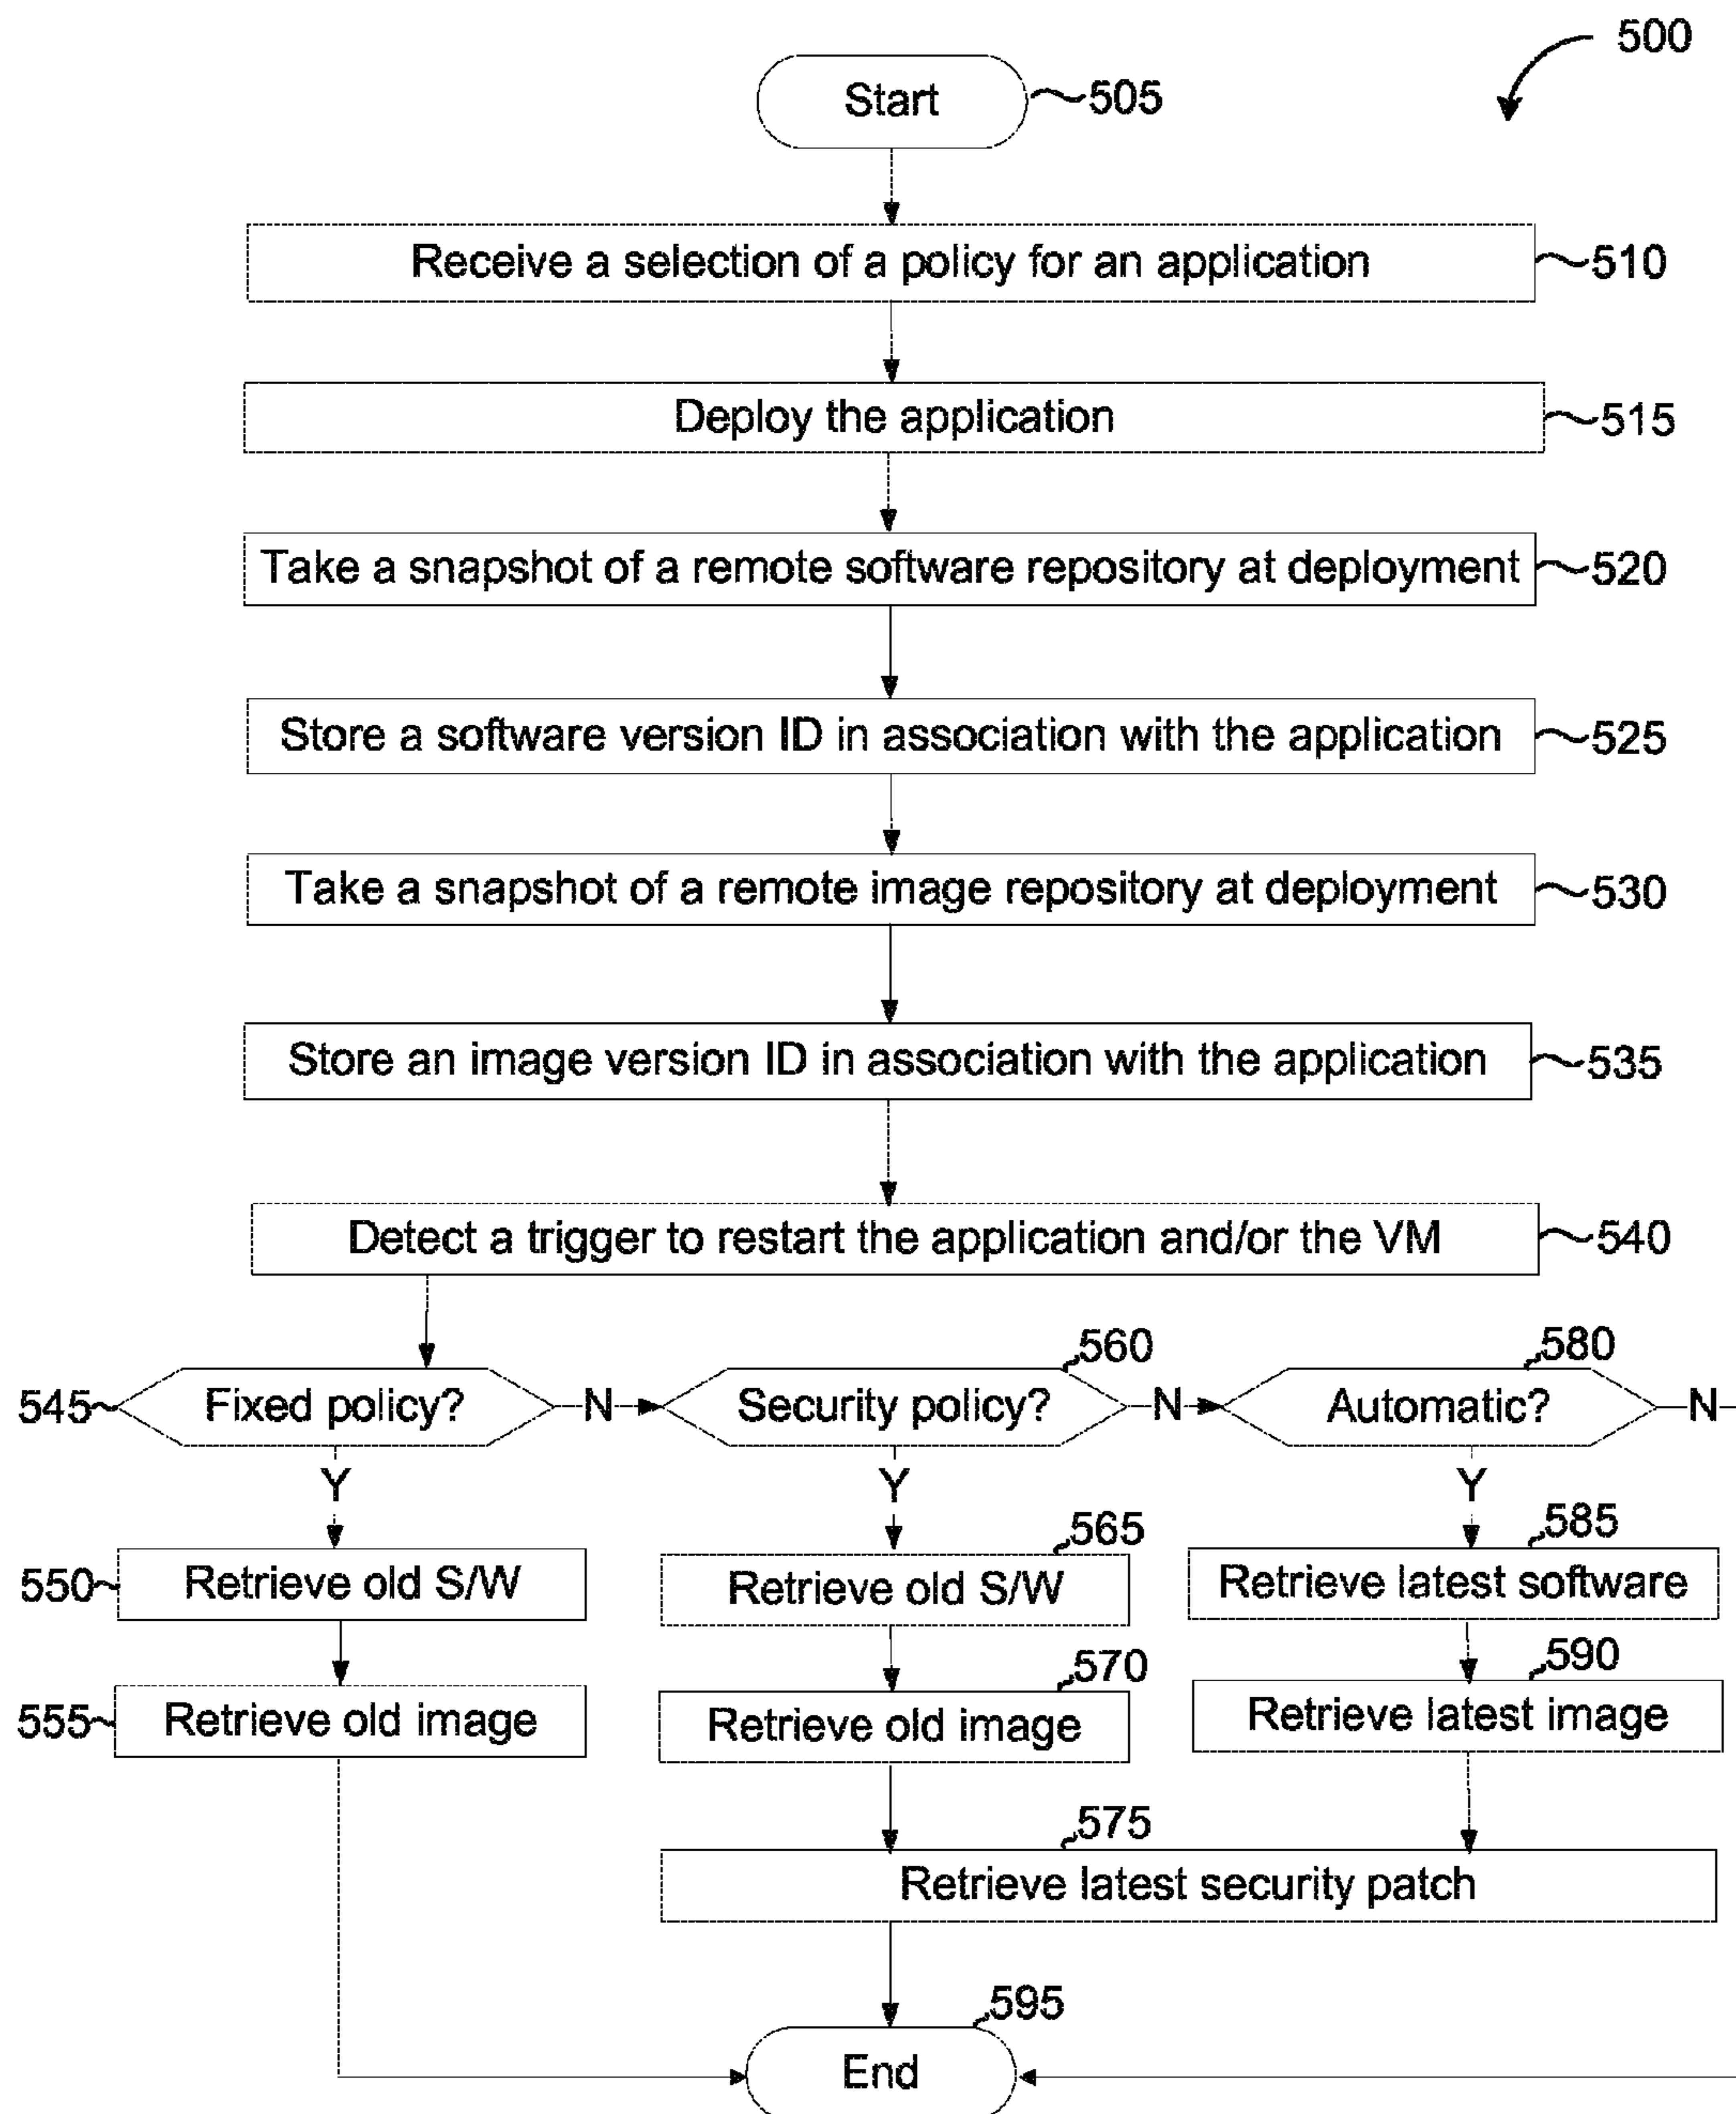 500
Start
505
Receive a selection of a policy for an application
510
Deploy the application
515
Take a snapshot of a remote software repository at deployment
520
Store a software version ID in association with the application
525
Take a snapshot of a remote image repository at deployment
530
Store an image version ID in association with the application
535
Detect a trigger to restart the application and/or the VM
540
545
Fixed policy?
N
560
Security policy?
N
580
Automatic?
N
Y
Y
Y
550
Retrieve old S/W
565
Retrieve old S/W
585
Retrieve latest software
555
Retrieve old image
570
Retrieve old image
590
Retrieve latest image
575
Retrieve latest security patch
595
End